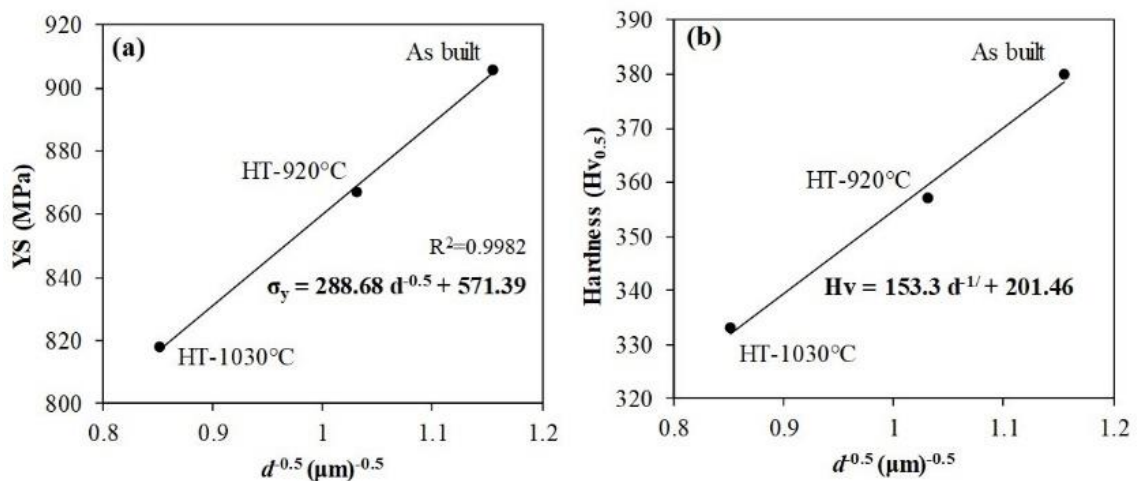 (a)
As built
HT-920°C
R²=0.9982
σy = 288.68 d-0.5 + 571.39
HT-1030°C
YS (MPa)
920
900
880
860
840
820
800
0.8
0.9
1
1.1
1.2
d-0.5 (μm)-0.5
(b)
As built
HT-920°C
Hv = 153.3 d-1/ + 201.46
HT-1030°C
Hardness (Hv0.5)
390
380
370
360
350
340
330
320
0.8
0.9
1
1.1
1.2
d-0.5 (μm)-0.5